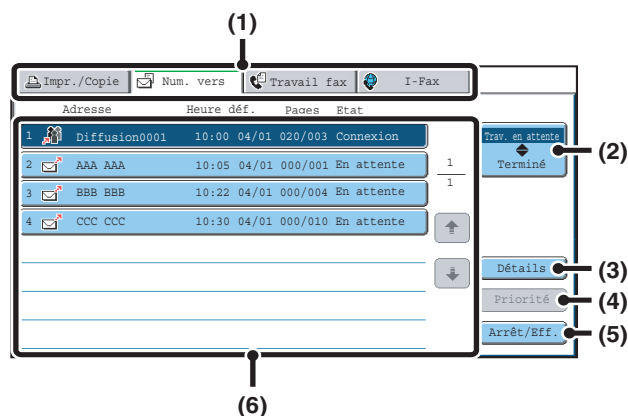 (1)
Impr./Copie Num. vers Travail fax I-Fax
Adresse Heure déf. Pages Etat
1 Diffusion0001 10:00 04/01 020/003 Connexion
2 AAA AAA 10:05 04/01 000/001 En attente
3 BBB BBB 10:22 04/01 000/004 En attente
4 CCC CCC 10:30 04/01 000/010 En attente
1
1
Trav. en attente
Terminé
(2)
Détails
(3)
Priorité
(4)
Arrêt/Eff.
(5)
(6)